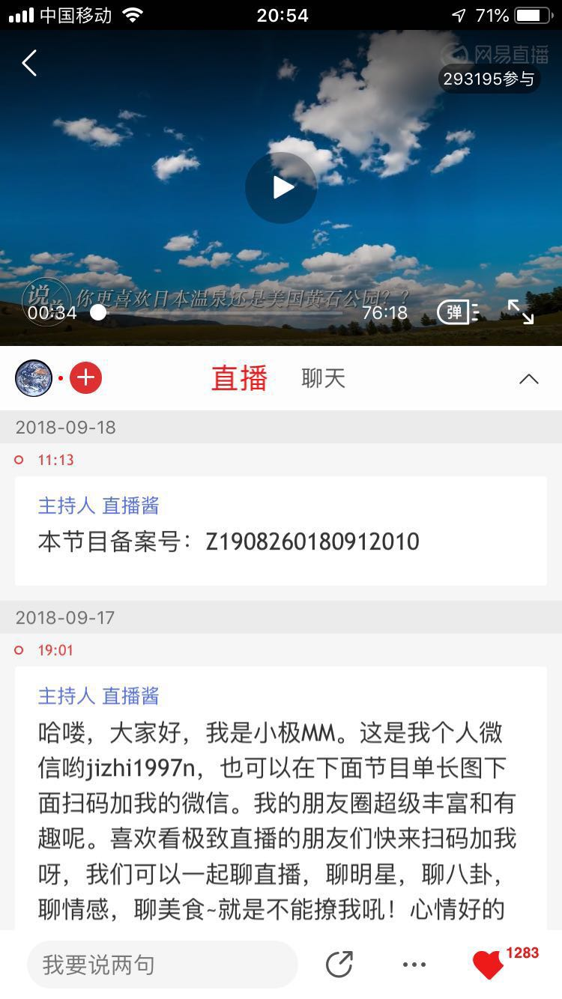 中国移动
20:54
71%
网易直播
293195参与
你更喜欢日本温泉还是美国黄石公园？？
00:34
76:18
弹
直播
聊天
2018-09-18
11:13
主持人 直播酱
本节目备案号：Z1908260180912010
2018-09-17
19:01
主持人 直播酱
哈喽，大家好，我是小极MM。这是我个人微
信哟jizhi1997n，也可以在下面节目单长图下
面扫码加我的微信。我的朋友圈超级丰富和有
趣呢。喜欢看极致直播的朋友们快来扫码加我
呀，我们可以一起聊直播，聊明星，聊八卦，
聊情感，聊美食~就是不能撩我吼！心情好的
我要说两句
1283